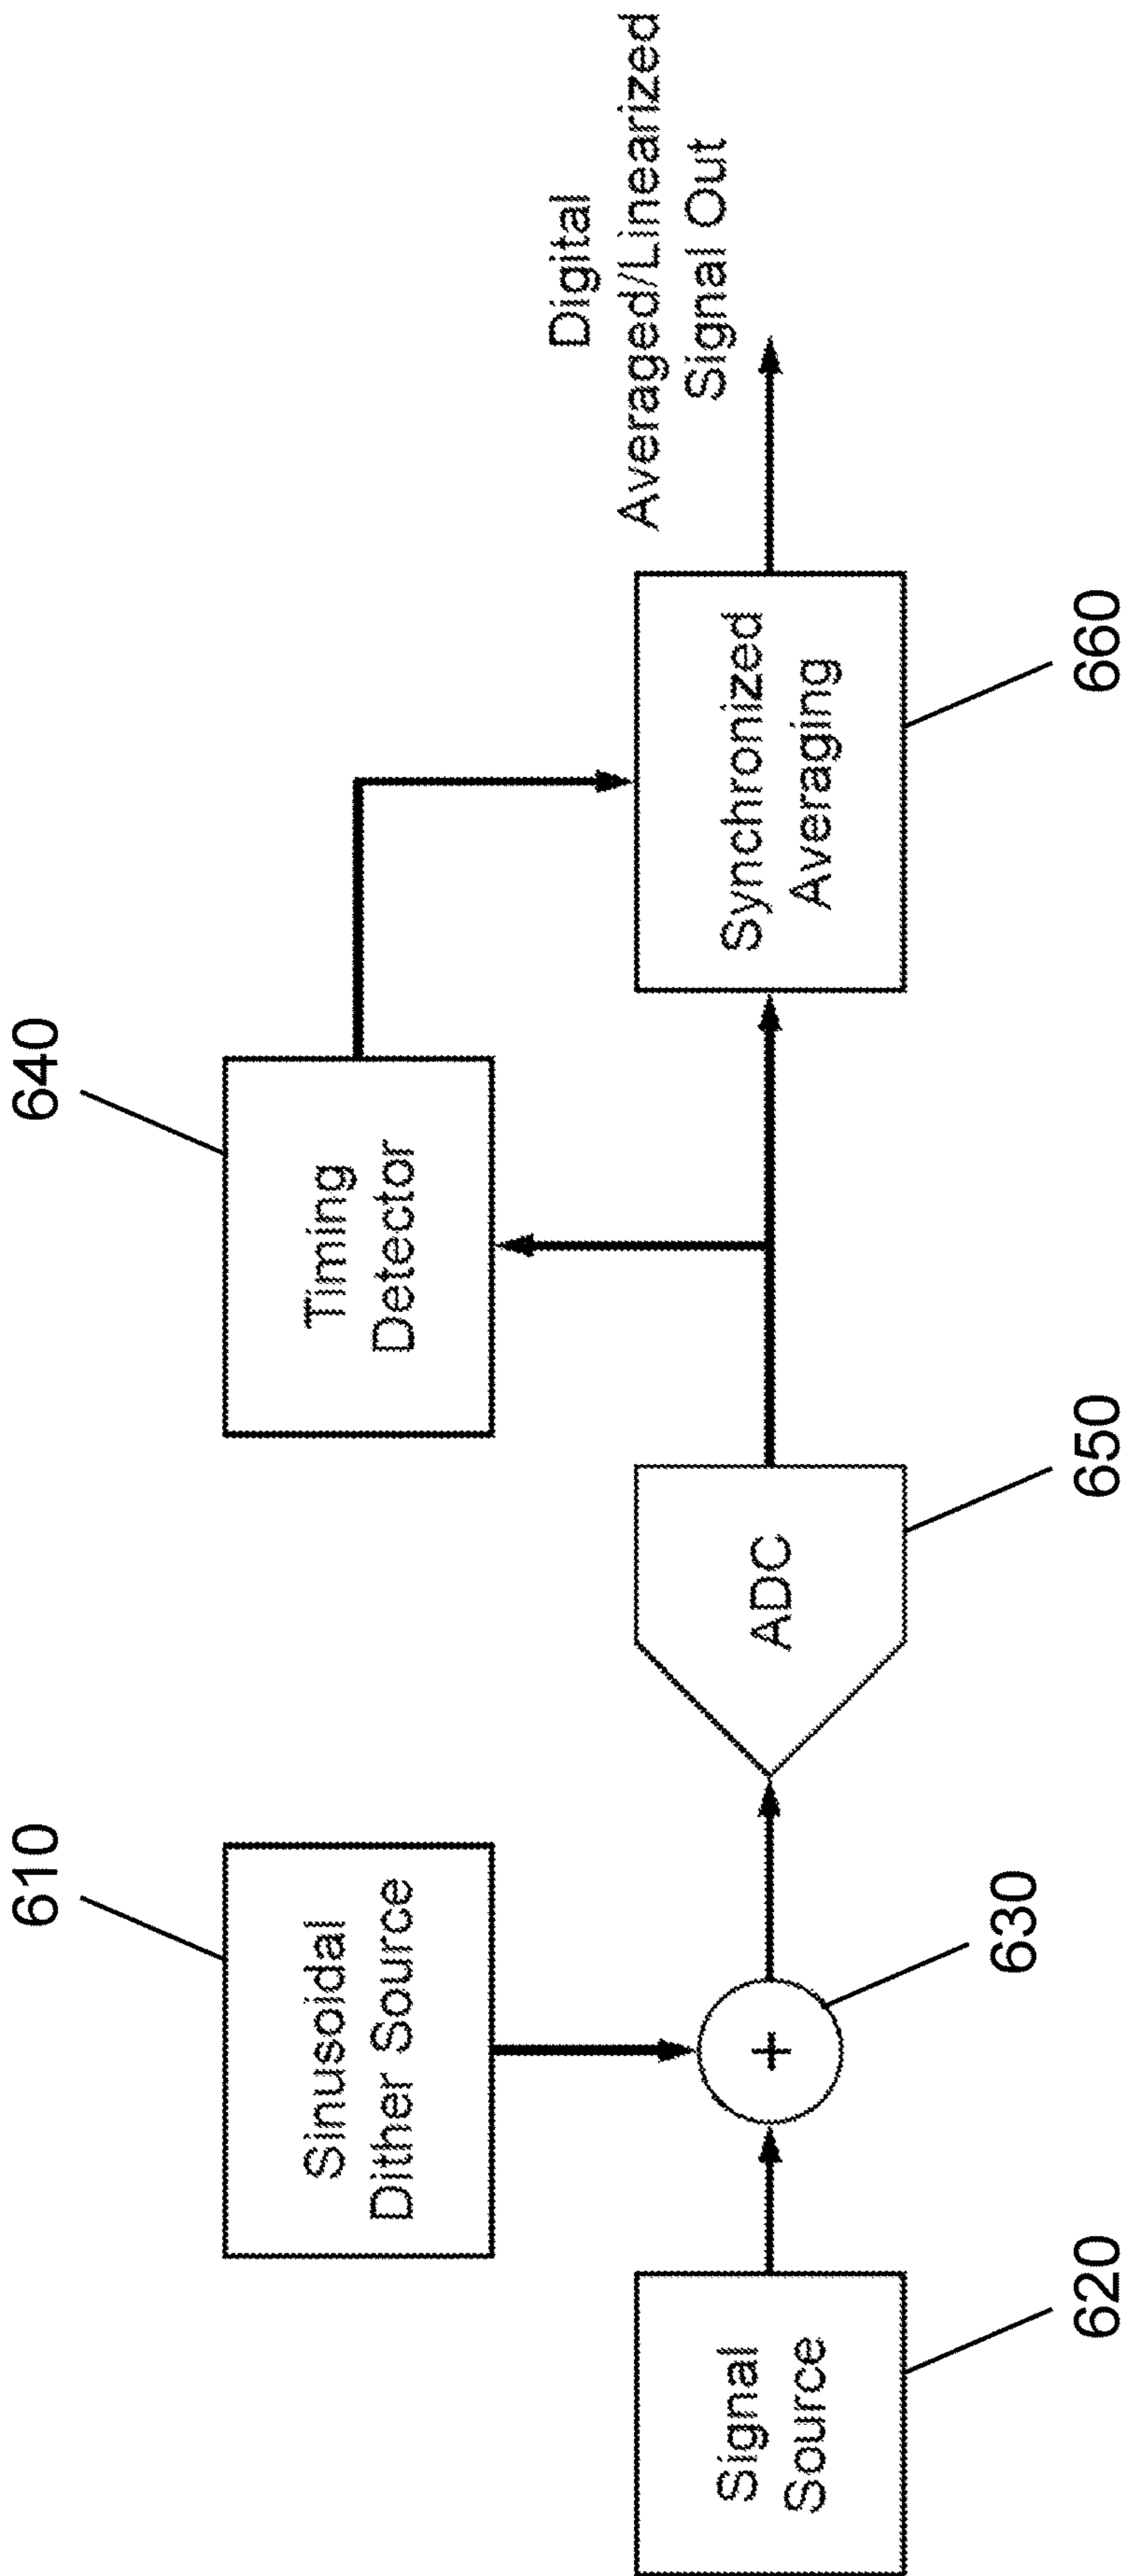 610
Sinusoidal
Dither Source
640
Timing
Detector
Digital
Averaged/Linearized
Signal Out
Signal
Source
+
ADC
Synchronized
Averaging
620
630
650
660